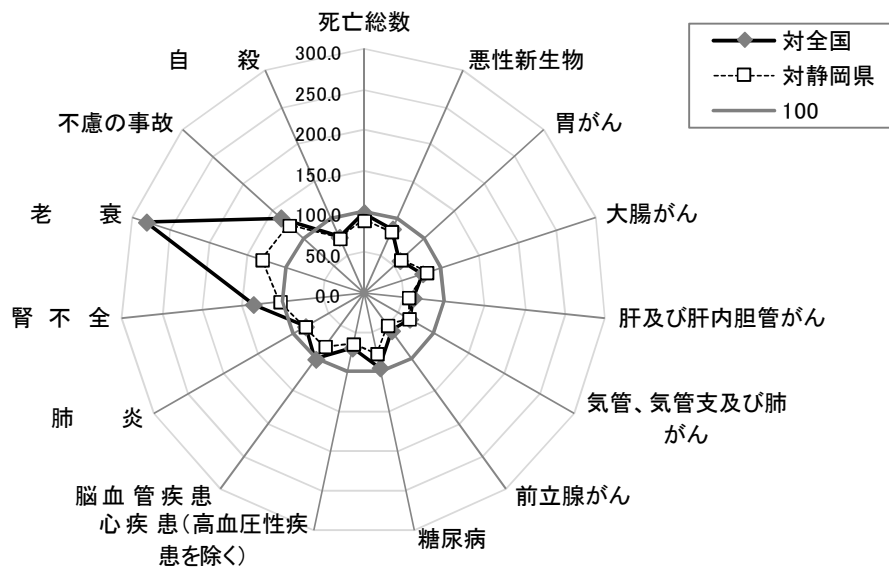 死亡総数
悪性新生物
胃がん
大腸がん
肝及び肝内胆管がん
気管、気管支及び肺
がん
前立腺がん
糖尿病
心疾患（高血圧性疾
患を除く）
脳血管疾患
肺　　炎
腎不全
老　　衰
不慮の事故
自　　殺
300.0
250.0
200.0
150.0
100.0
50.0
0.0
対全国
対静岡県
100